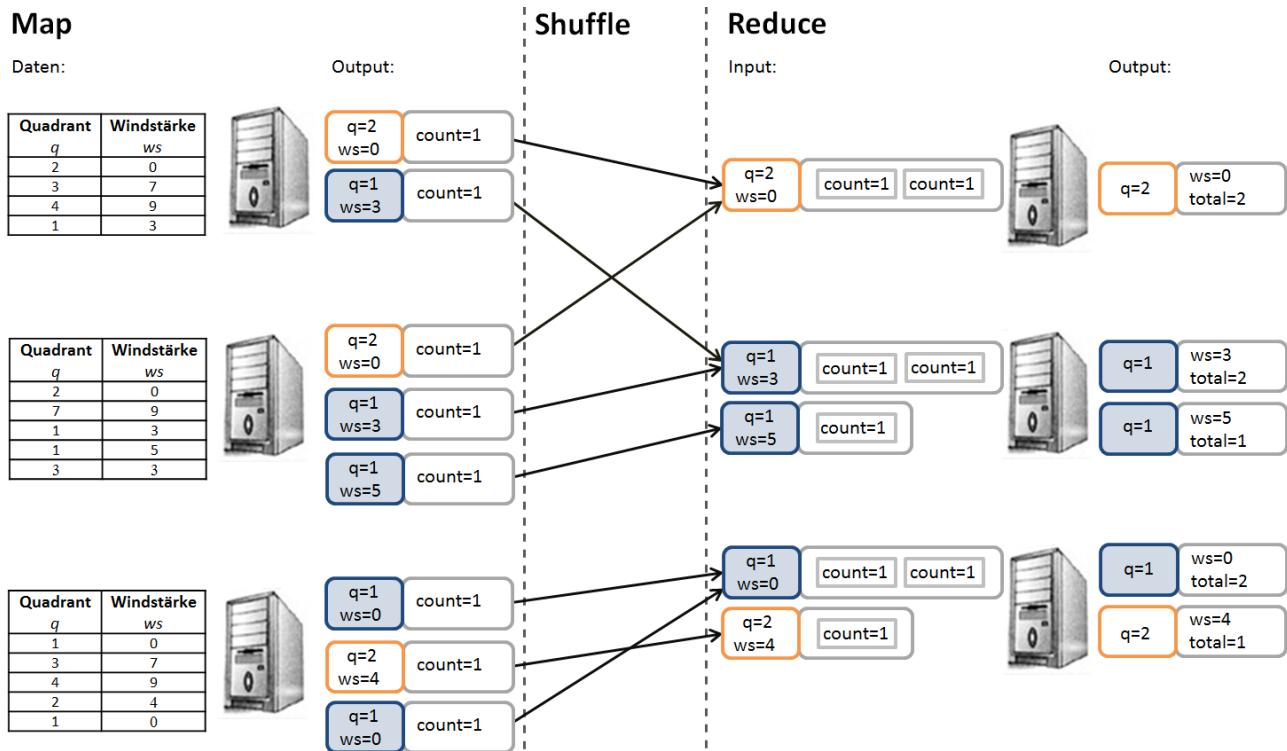 Map
Shuffle
Reduce
Daten:
Output:
Input:
Output:
Quadrant Windstärke
q ws
2 0
3 7
4 9
1 3
q=2
ws=0
count=1
q=1
ws=3
count=1
q=2
ws=0
count=1 count=1
q=2
ws=0
total=2
Quadrant Windstärke
q ws
2 0
7 9
1 3
1 5
3 3
q=2
ws=0
count=1
q=1
ws=3
count=1
q=1
ws=5
count=1
q=1
ws=3
count=1 count=1
q=1
ws=5
count=1
q=1
ws=3
total=2
q=1
ws=5
total=1
Quadrant Windstärke
q ws
1 0
3 7
4 9
2 4
1 0
q=1
ws=0
count=1
q=2
ws=4
count=1
q=1
ws=0
count=1
q=1
ws=0
count=1 count=1
q=2
ws=4
count=1
q=1
ws=0
total=2
q=2
ws=4
total=1